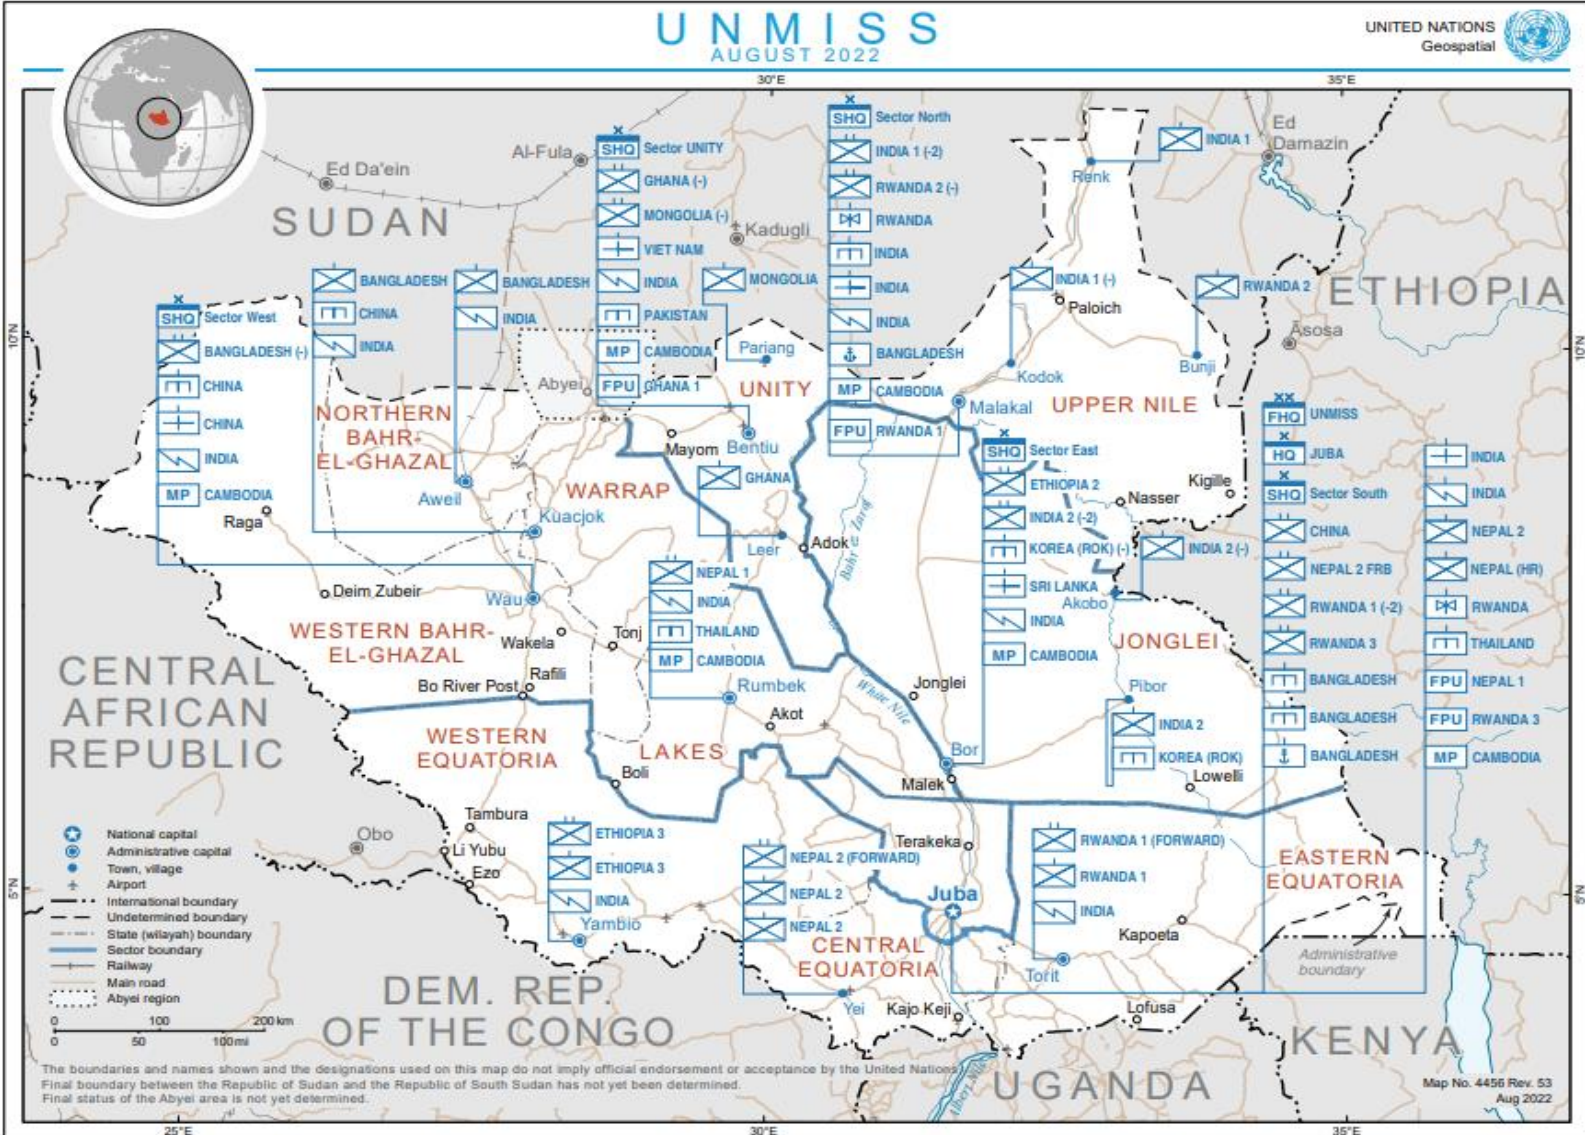 UNMISS
AUGUST 2022
UNITED NATIONS
Geospatial
30°E
35°E
SHQ Sector North
INDIA 1 (-2)
RWANDA 2 (-)
RWANDA
INDIA
INDIA
INDIA
BANGLADESH
MP CAMBODIA
FPU RWANDA 1
SHQ Sector UNITY
GHANA (-)
MONGOLIA (-)
VIET NAM
INDIA
PAKISTAN
MP CAMBODIA
FPU GHANA 1
INDIA 1
Ed
Damazin
Renk
Al-Fula
Ed Da'ein
SUDAN
Kadugli
MONGOLIA
BANGLADESH
CHINA
INDIA
BANGLADESH
INDIA
INDIA 1 (-)
Paloich
RWANDA 2
ETHIOPIA
Āsosa
SHQ Sector West
BANGLADESH (-)
CHINA
CHINA
INDIA
MP CAMBODIA
10°N
10°N
Pariang
Abyei
UNITY
Kodok
Bunji
NORTHERN
BAHR-
EL-GHAZAL
Malakal
UPPER NILE
FHQ UNMISS
HQ JUBA
SHQ Sector South
CHINA
NEPAL 2 FRB
RWANDA 1 (-2)
RWANDA 3
BANGLADESH
BANGLADESH
BANGLADESH
INDIA
INDIA
NEPAL 2
NEPAL (HR)
RWANDA
THAILAND
FPU NEPAL 1
FPU RWANDA 3
MP CAMBODIA
Mayom
Bentiu
GHANA
SHQ Sector East
ETHIOPIA 2
INDIA 2 (-2)
KOREA (ROK) (-)
SRI LANKA
INDIA
MP CAMBODIA
Aweil
WARRAP
Kigille
Nasser
Raga
Kuacjok
Leer
Adok
Bahr e Zaraf
INDIA 2 (-)
Akobo
Deim Zubeir
Wau
NEPAL 1
INDIA
THAILAND
MP CAMBODIA
WESTERN BAHR-
EL-GHAZAL
Wakela
Tonj
JONGLEI
CENTRAL
AFRICAN
REPUBLIC
Rafili
Bo River Post
Rumbek
White Nile
Jonglei
Pibor
INDIA 2
KOREA (ROK)
Akot
WESTERN
EQUATORIA
LAKES
Bor
Boli
Malek
Lowelli
Tambura
Obo
Li Yubu
Ezo
ETHIOPIA 3
ETHIOPIA 3
INDIA
Yambio
NEPAL 2 (FORWARD)
NEPAL 2
NEPAL 2
Terakeka
RWANDA 1 (FORWARD)
RWANDA 1
INDIA
EASTERN
EQUATORIA
5°N
5°N
Juba
CENTRAL
EQUATORIA
Kapoeta
Administrative
boundary
Torit
Yei
Kajo Keji
Lofusa
DEM. REP.
OF THE CONGO
KENYA
UGANDA
Albert Nile
National capital
Administrative capital
Town, village
Airport
International boundary
Undetermined boundary
State (wilayah) boundary
Sector boundary
Railway
Main road
Abyei region
0 100 200 km
0 50 100 mi
The boundaries and names shown and the designations used on this map do not imply official endorsement or acceptance by the United Nations.
Final boundary between the Republic of Sudan and the Republic of South Sudan has not yet been determined.
Final status of the Abyei area is not yet determined.
Map No. 4456 Rev. 53
Aug 2022
25°E
30°E
35°E